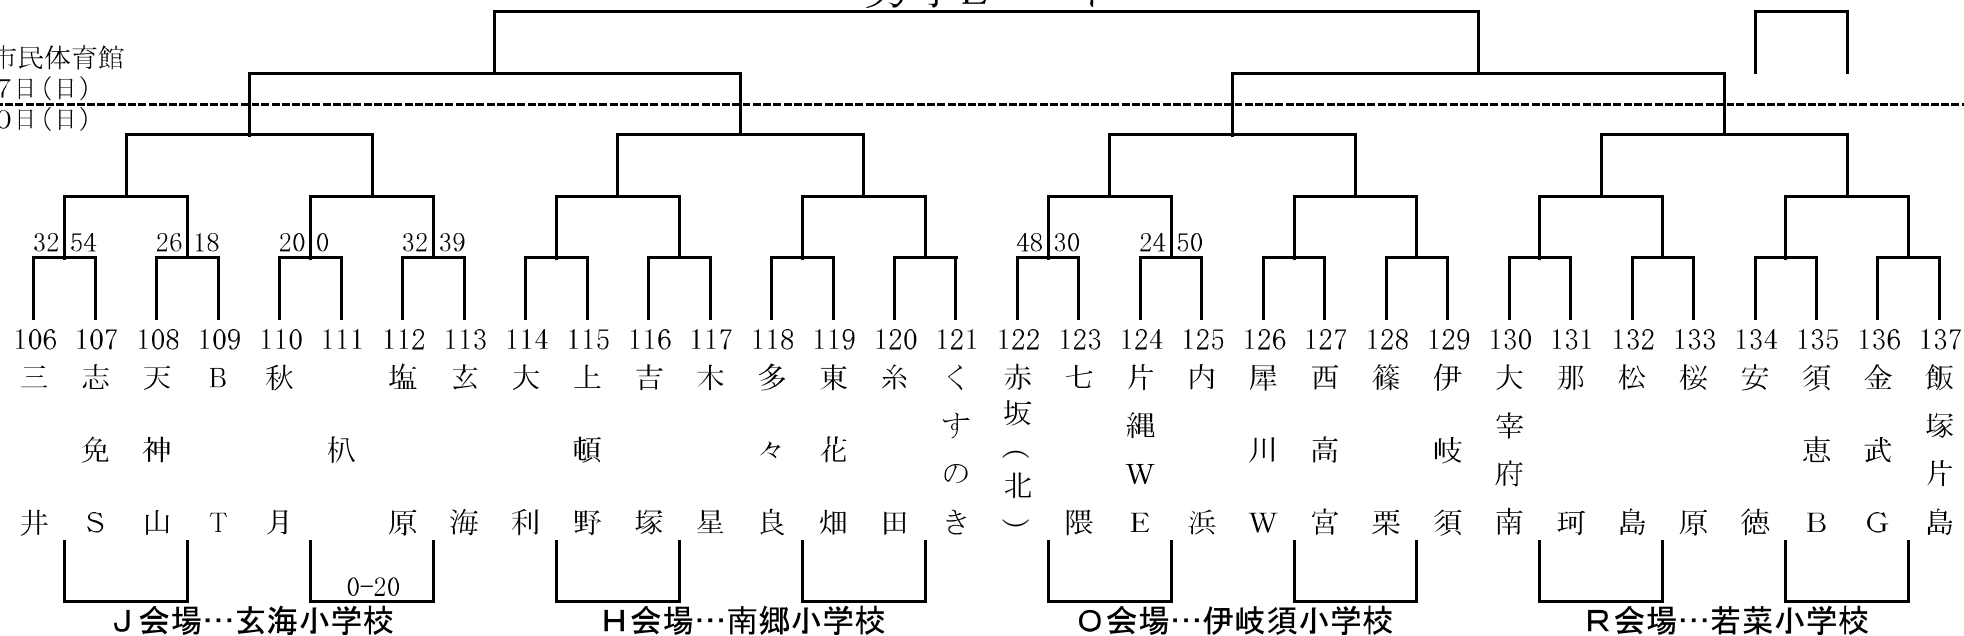 市民体育館
7日(日)
0日(日)
32 54 26 18 20 0 32 39 48 30 24 50
106 107 108 109 110 111 112 113 114 115 116 117 118 119 120 121 122 123 124 125 126 127 128 129 130 131 132 133 134 135 136 137
三井
志免S
天神山
BT
秋月
朳
塩原
玄海
大利
上頓野
吉塚
木星
多々良
東花畑
糸田
くすのき
赤坂(北)
七隈
片縄WE
内浜
犀川W
西高宮
篠栗
伊岐須
大宰府南
那珂
松島
桜原
安徳
須恵B
金武G
飯塚片島
0-20
J会場…玄海小学校
H会場…南郷小学校
O会場…伊岐須小学校
R会場…若菜小学校